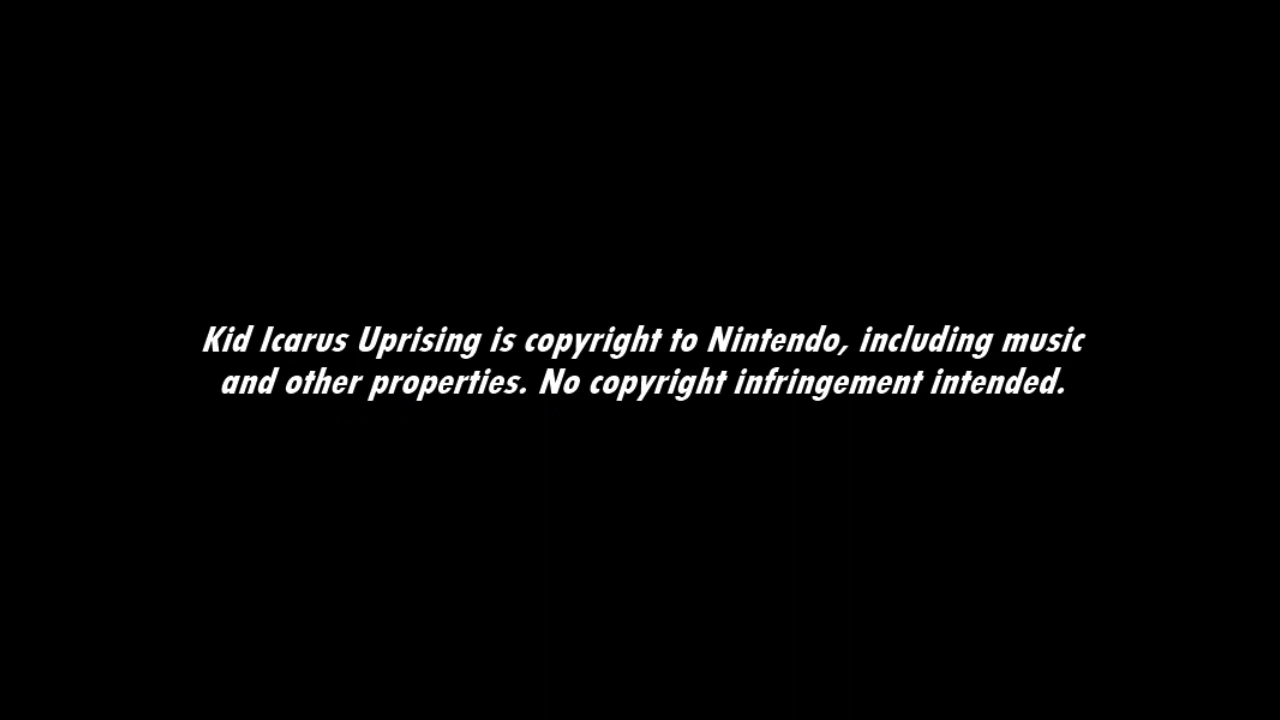 Kid Icarus Uprising is copyright to Nintendo, including music
and other properties. No copyright infringement intended.